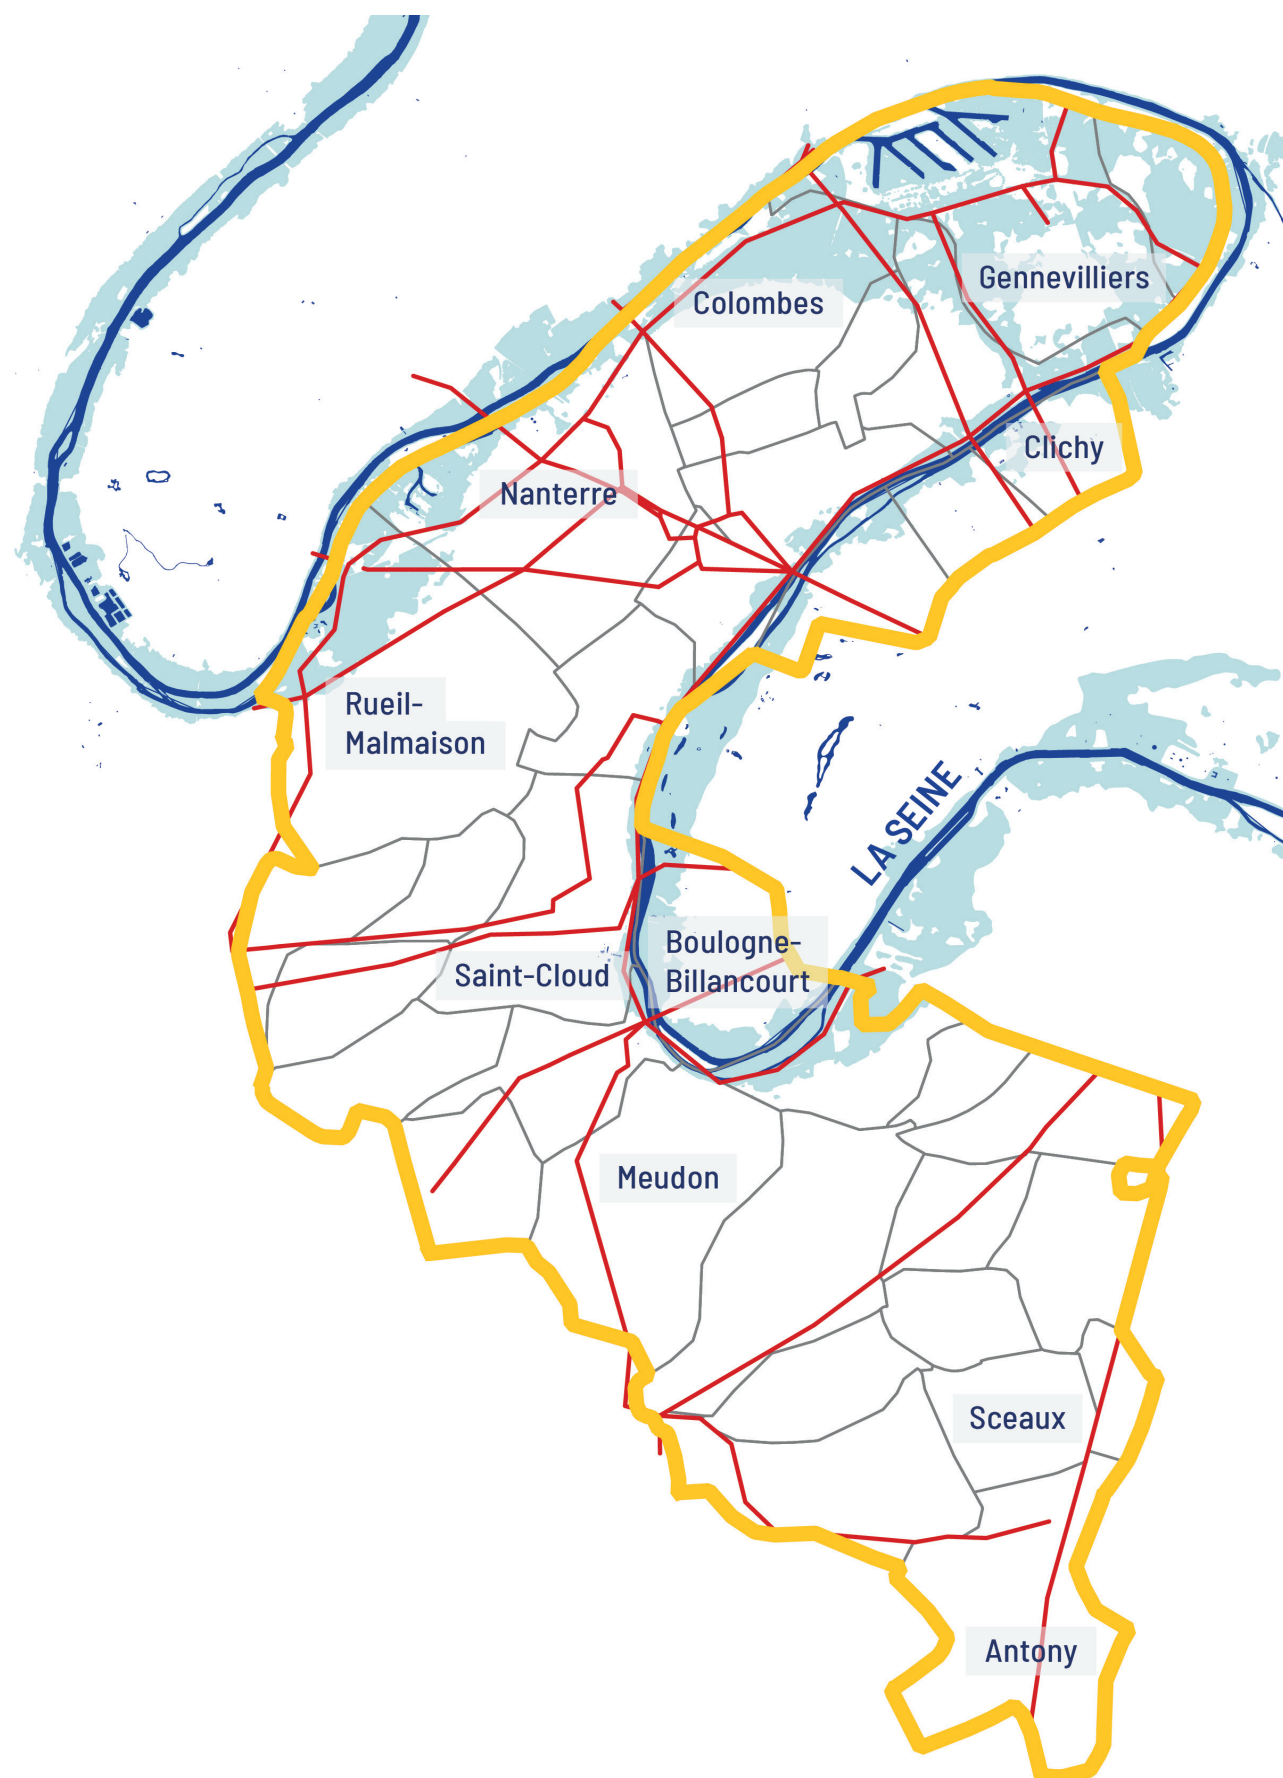 Gennevilliers
Colombes
Clichy
Nanterre
Rueil-
Malmaison
LA SEINE
Boulogne-
Billancourt
Saint-Cloud
Meudon
Sceaux
Antony